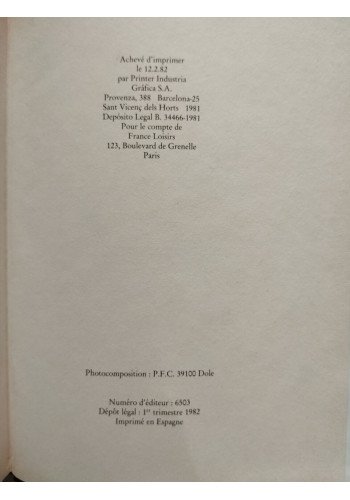 Achevé d'imprimer
le 12.2.82
par Printer Industria
Gráfica S.A.
Provenza, 388 Barcelona-25
Sant Vicenç dels Horts 1981
Depósito Legal B. 34466-1981
Pour le compte de
France Loisirs
123, Boulevard de Grenelle
Paris
Photocomposition : P.F.C. 39100 Dole
Numéro d'éditeur : 6503
Dépôt légal : 1er trimestre 1982
Imprimé en Espagne